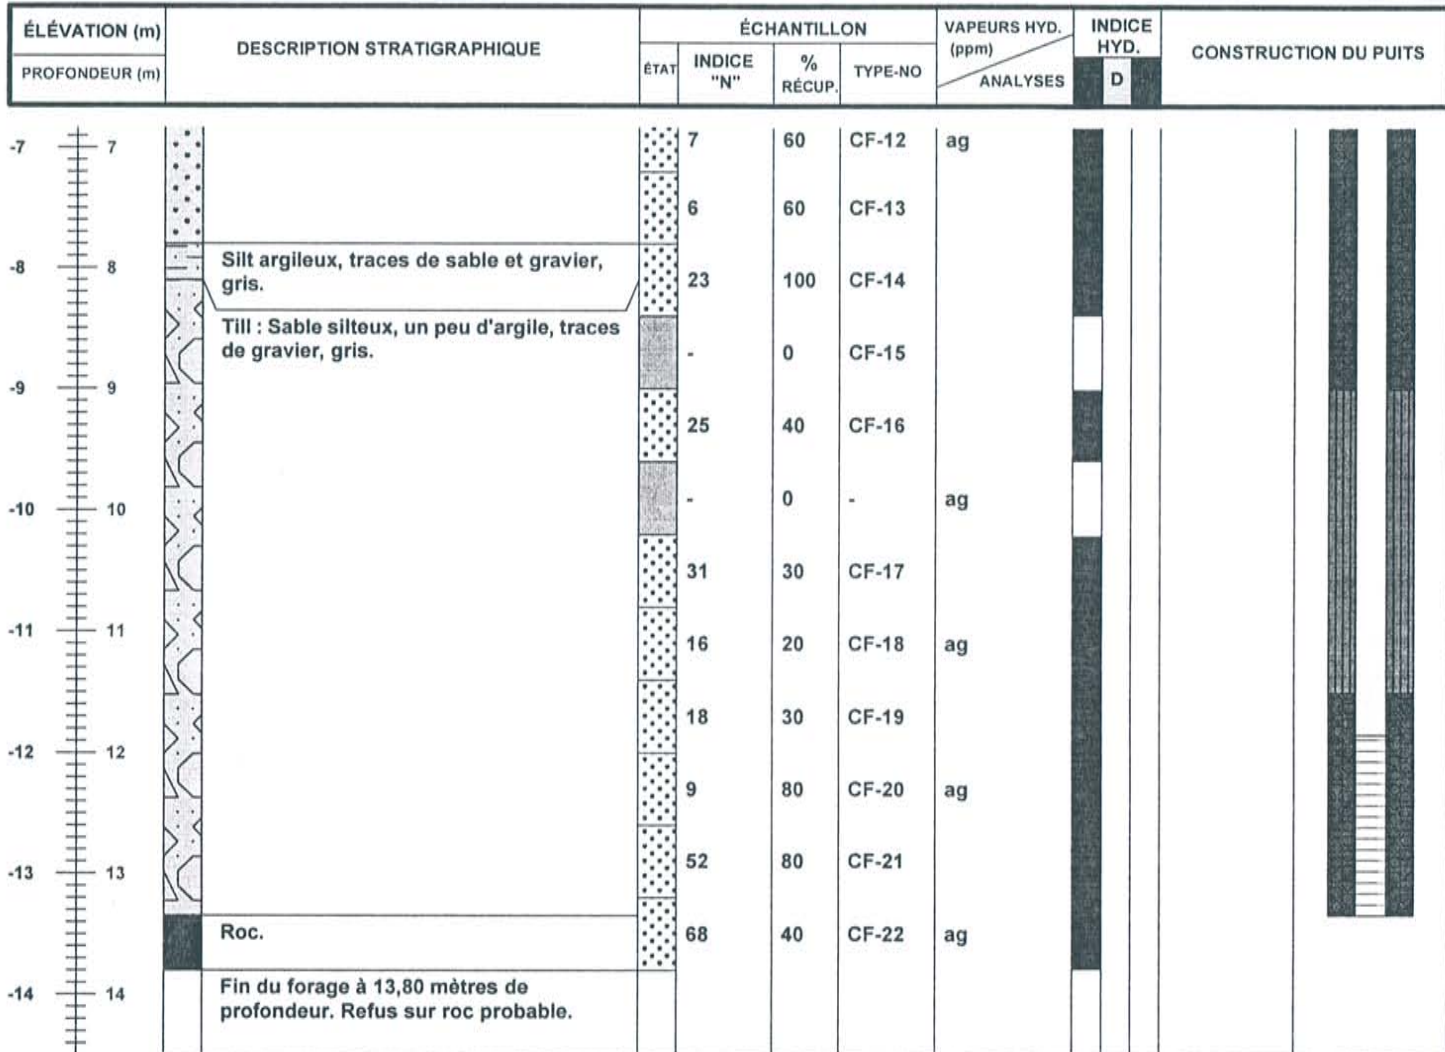 ÉLÉVATION (m)
PROFONDEUR (m)
DESCRIPTION STRATIGRAPHIQUE
ÉCHANTILLON
ÉTAT
INDICE
"N"
%
RÉCUP.
TYPE-NO
VAPEURS HYD.
(ppm)
ANALYSES
INDICE
HYD.
D
CONSTRUCTION DU PUITS
-7 7 7 60 CF-12 ag
6 60 CF-13
Silt argileux, traces de sable et gravier,
gris.
-8 8 23 100 CF-14
Till : Sable silteux, un peu d'argile, traces
de gravier, gris.
- 0 CF-15
-9 9
25 40 CF-16
-10 10 - 0 - ag
31 30 CF-17
-11 11 16 20 CF-18 ag
18 30 CF-19
-12 12
9 80 CF-20 ag
-13 13 52 80 CF-21
Roc. 68 40 CF-22 ag
-14 14
Fin du forage à 13,80 mètres de
profondeur. Refus sur roc probable.